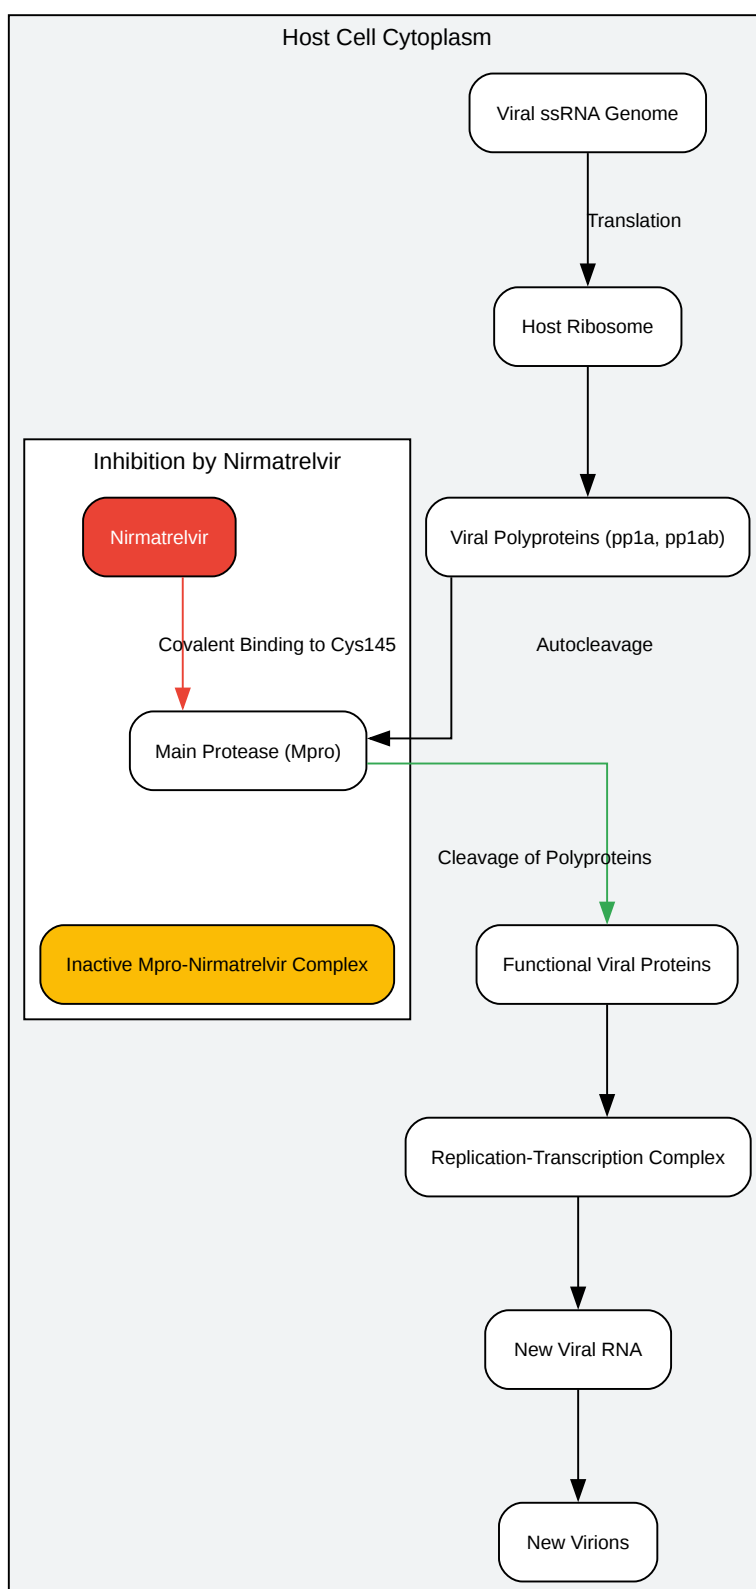 Host Cell Cytoplasm
Viral ssRNA Genome
Translation
Host Ribosome
Inhibition by Nirmatrelvir
Nirmatrelvir
Viral Polyproteins (pp1a, pp1ab)
Covalent Binding to Cys145
Autocleavage
Main Protease (Mpro)
Cleavage of Polyproteins
Inactive Mpro-Nirmatrelvir Complex
Functional Viral Proteins
Replication-Transcription Complex
New Viral RNA
New Virions